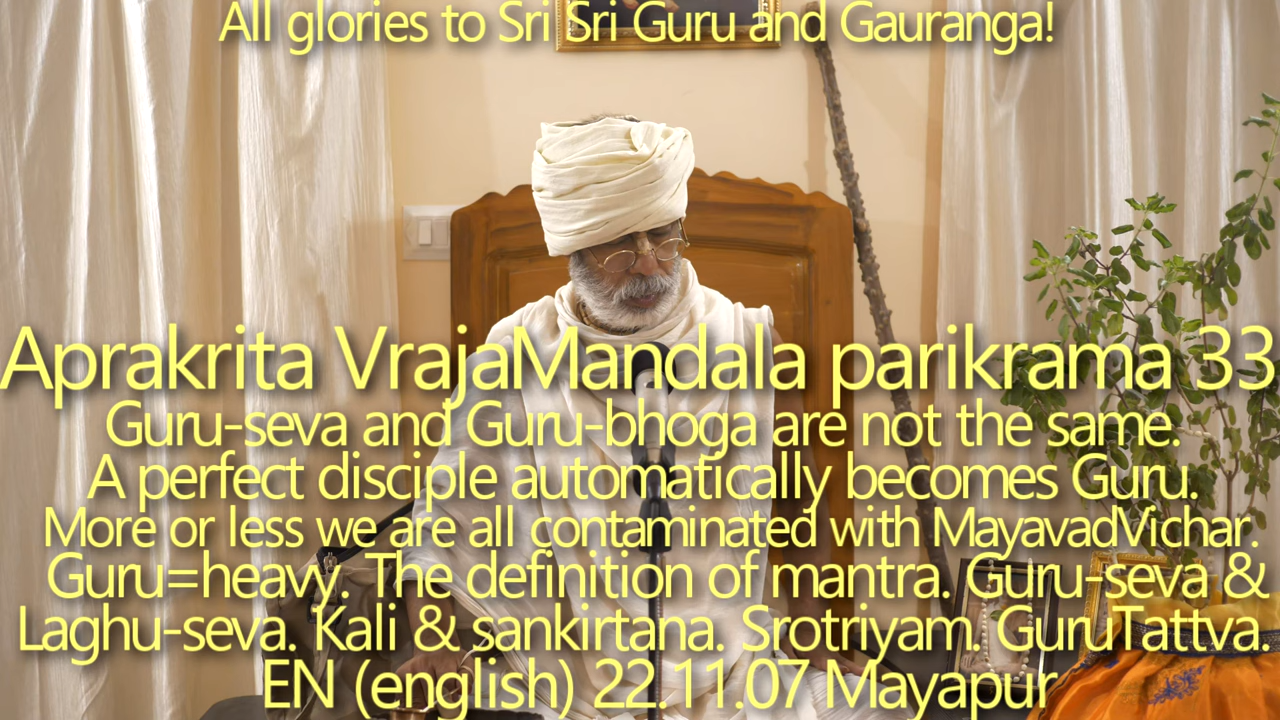 All glories to Sri Sri Guru and Gauranga!
Aprakrita VrajaMandala parikrama 33
Guru-seva and Guru-bhoga are not the same.
A perfect disciple automatically becomes Guru.
More or less we are all contaminated with MayavadVichar.
Guru=heavy. The definition of mantra. Guru-seva &
Laghu-seva. Kali & sankirtana. Srotriyam. GuruTattva.
EN (english) 22.11.07 Mayapur